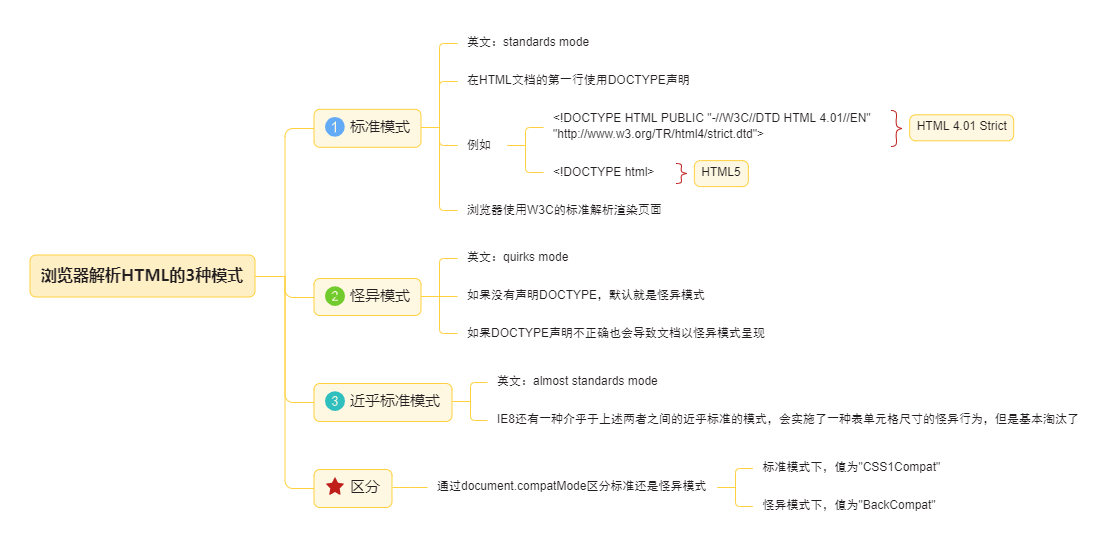 浏览器解析HTML的3种模式
1 标准模式
英文：standards mode
在HTML文档的第一行使用DOCTYPE声明
例如
<!DOCTYPE HTML PUBLIC "-//W3C//DTD HTML 4.01//EN"
"http://www.w3.org/TR/html4/strict.dtd">
HTML 4.01 Strict
<!DOCTYPE html>
HTML5
浏览器使用W3C的标准解析渲染页面
2 怪异模式
英文：quirks mode
如果没有声明DOCTYPE，默认就是怪异模式
如果DOCTYPE声明不正确也会导致文档以怪异模式呈现
3 近乎标准模式
英文：almost standards mode
IE8还有一种介乎于上述两者之间的近乎标准的模式，会实施了一种表单元格尺寸的怪异行为，但是基本淘汰了
区分
通过document.compatMode区分标准还是怪异模式
标准模式下，值为"CSS1Compat"
怪异模式下，值为"BackCompat"